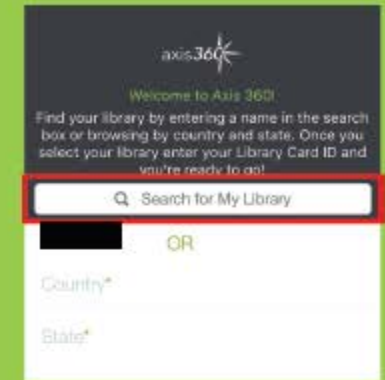 axis360
Welcome to Axis 360!
Find your library by entering a name in the search
box or browsing by country and state. Once you
select your library enter your Library Card ID and
you're ready to go!
Search for My Library
OR
Country*
State*